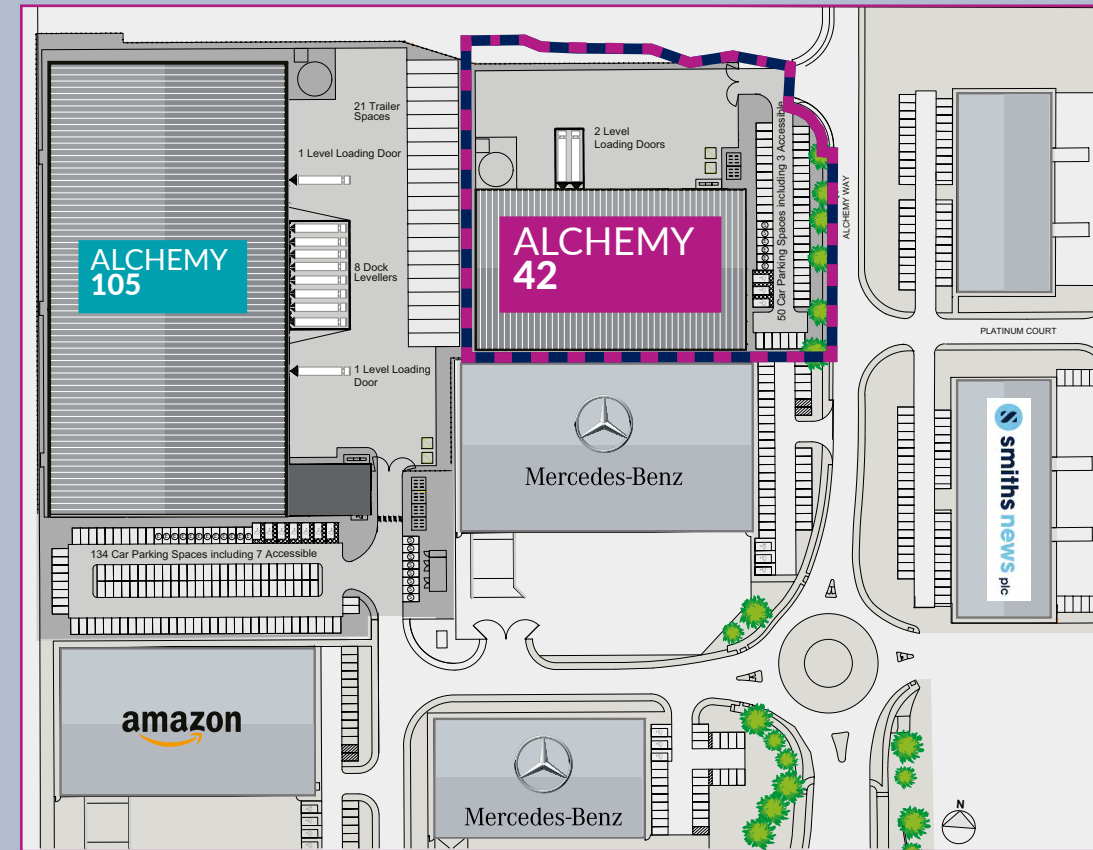 21 Trailer
Spaces
1 Level Loading Door
8 Dock
Levellers
1 Level Loading
Door
ALCHEMY
105
134 Car Parking Spaces including 7 Accessible
2 Level
Loading Doors
ALCHEMY
42
50 Car Parking Spaces including 3 Accessible
ALCHEMY WAY
PLATINUM COURT
Mercedes-Benz
smiths news plc
amazon
Mercedes-Benz
N